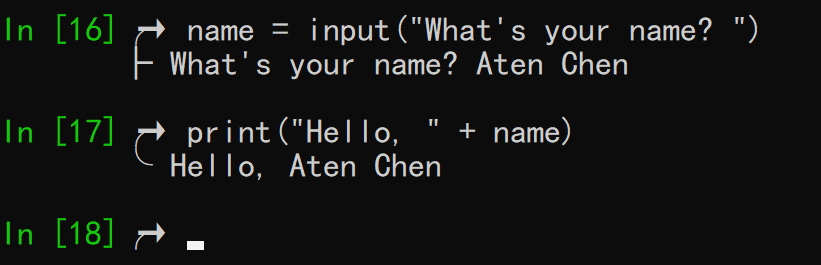 In [16] ╭→ name = input("What's your name? ")
├ What's your name? Aten Chen
In [17] ╭→ print("Hello, " + name)
╰ Hello, Aten Chen
In [18] ╭→